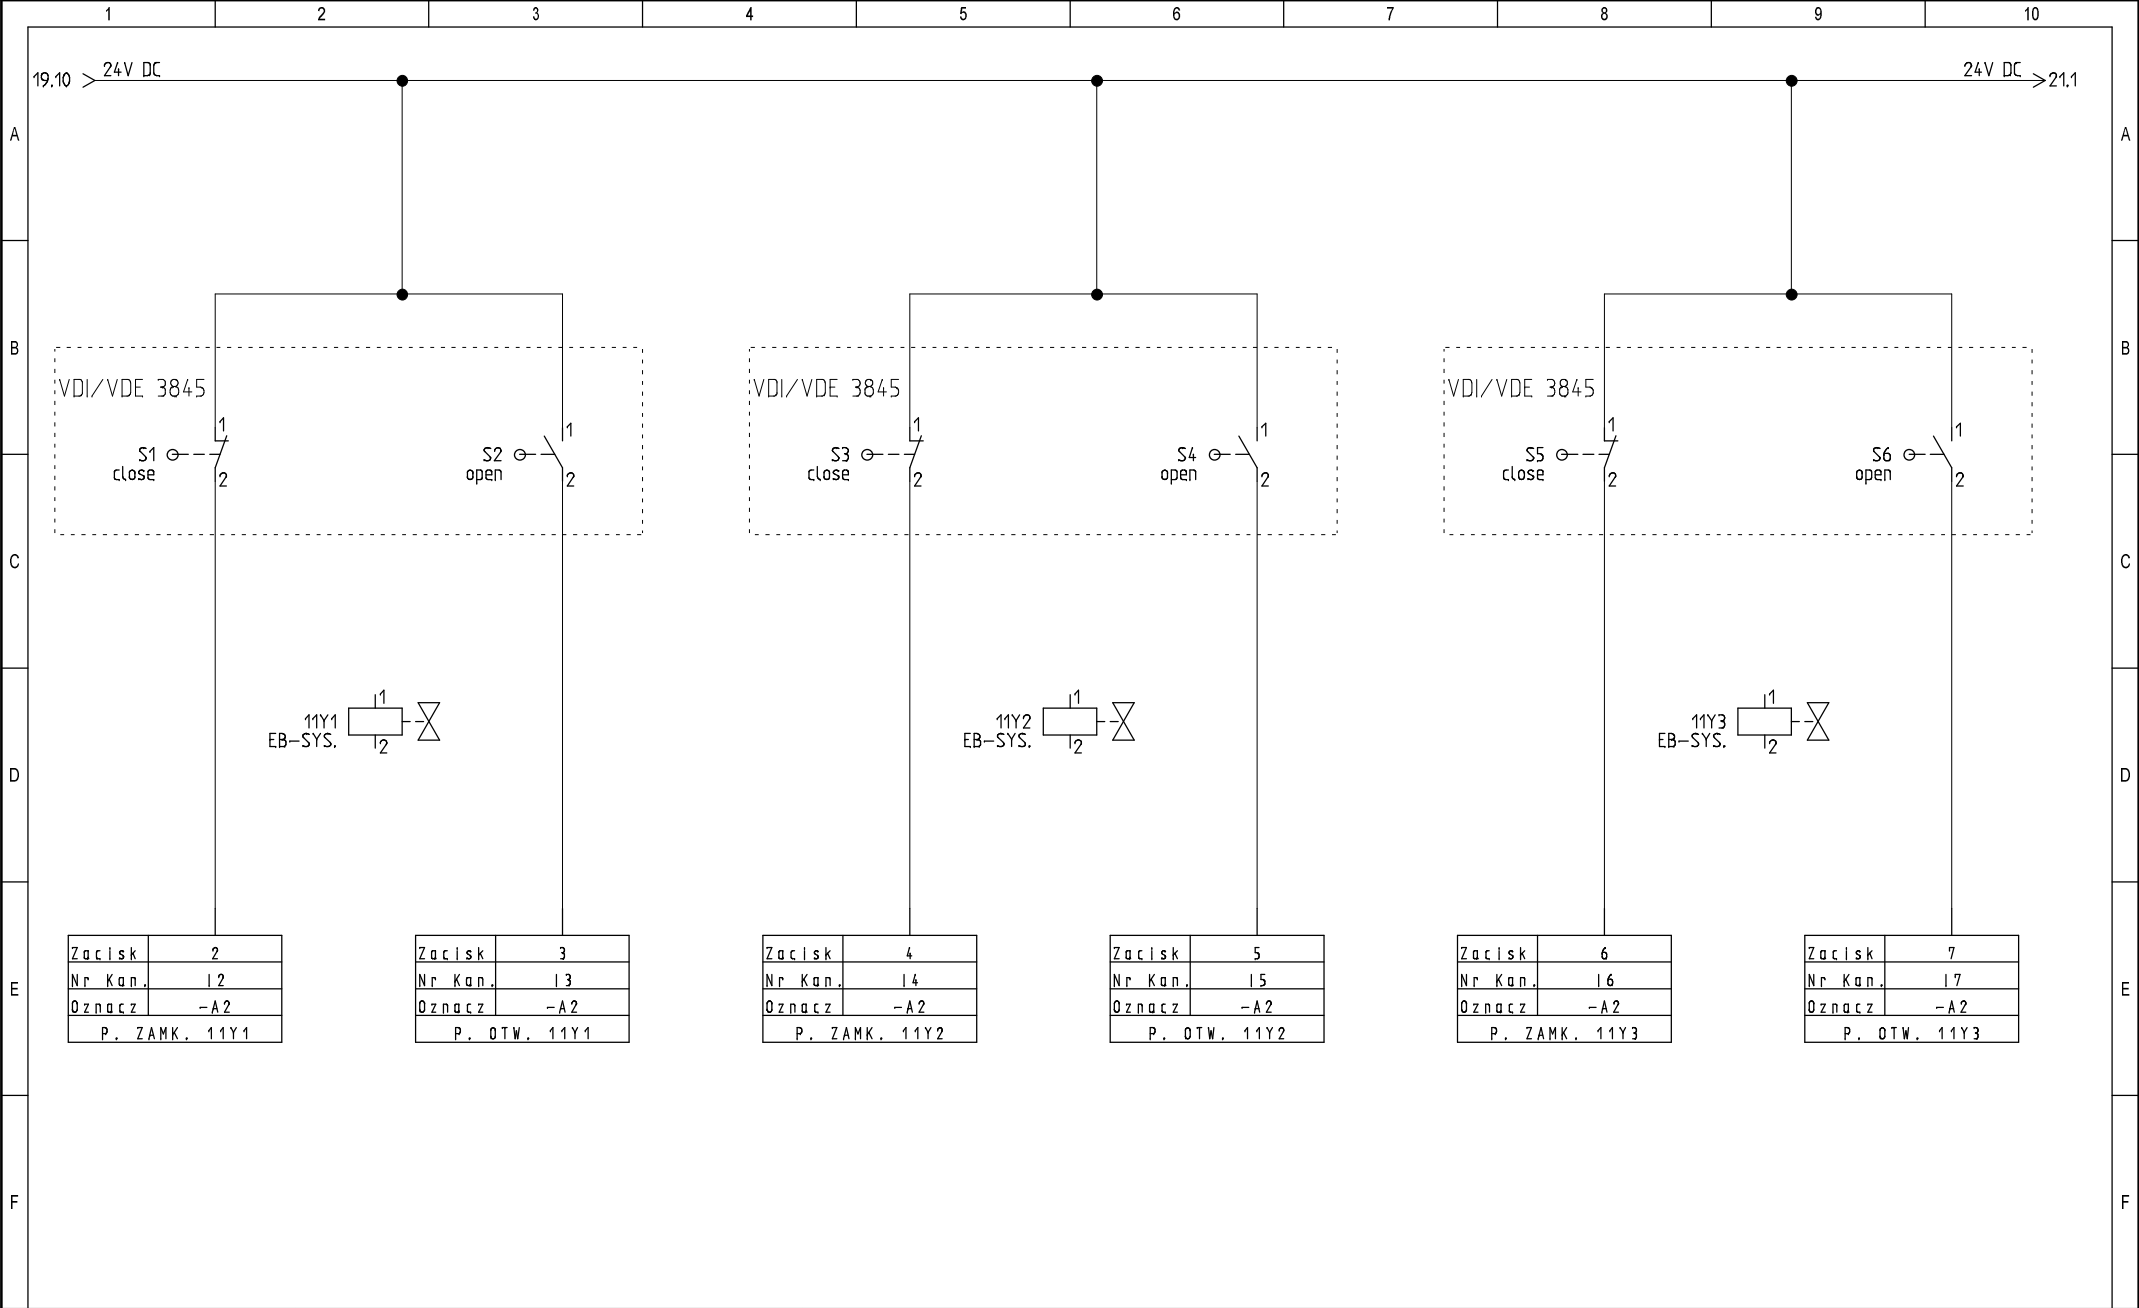 1 2 3 4 5 6 7 8 9 10
24V DC 24V DC
19.10 21.1
A A
B B
VDI/VDE 3845 VDI/VDE 3845 VDI/VDE 3845
1 1 1 1 1 1
S1 S2 S3 S4 S5 S6
close open close open close open
2 2 2 2 2 2
C C
1 1 1
11Y1 11Y2 11Y3
EB-SYS. EB-SYS. EB-SYS.
2 2 2
D D
Zacisk 2 Zacisk 3 Zacisk 4 Zacisk 5 Zacisk 6 Zacisk 7
Nr Kan. I2 Nr Kan. I3 Nr Kan. I4 Nr Kan. I5 Nr Kan. I6 Nr Kan. I7
E E
Oznacz -A2 Oznacz -A2 Oznacz -A2 Oznacz -A2 Oznacz -A2 Oznacz -A2
P. ZAMK. 11Y1 P. OTW. 11Y1 P. ZAMK. 11Y2 P. OTW. 11Y2 P. ZAMK. 11Y3 P. OTW. 11Y3
F F